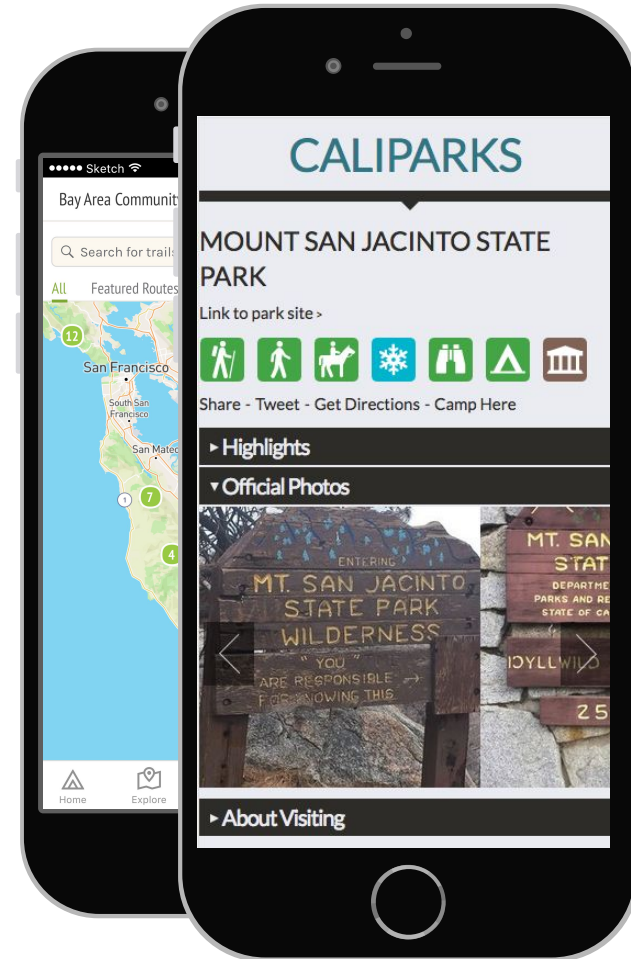 Sketch
Bay Area Communit
Search for trails
All Featured Routes
12
San Francisco
South San
Francisco
San Mateo
1
7
4
Home Explore
CALIPARKS
MOUNT SAN JACINTO STATE
PARK
Link to park site >
Share - Tweet - Get Directions - Camp Here
Highlights
Official Photos
ENTERING
MT. SAN JACINTO
STATE PARK
WILDERNESS
" YOU "
ARE RESPONSIBLE →
FOR KNOWING THIS
MT. SAN
STAT
DEPARTME
PARKS AND RE
STATE OF CA
IDYLLWILD
25
About Visiting